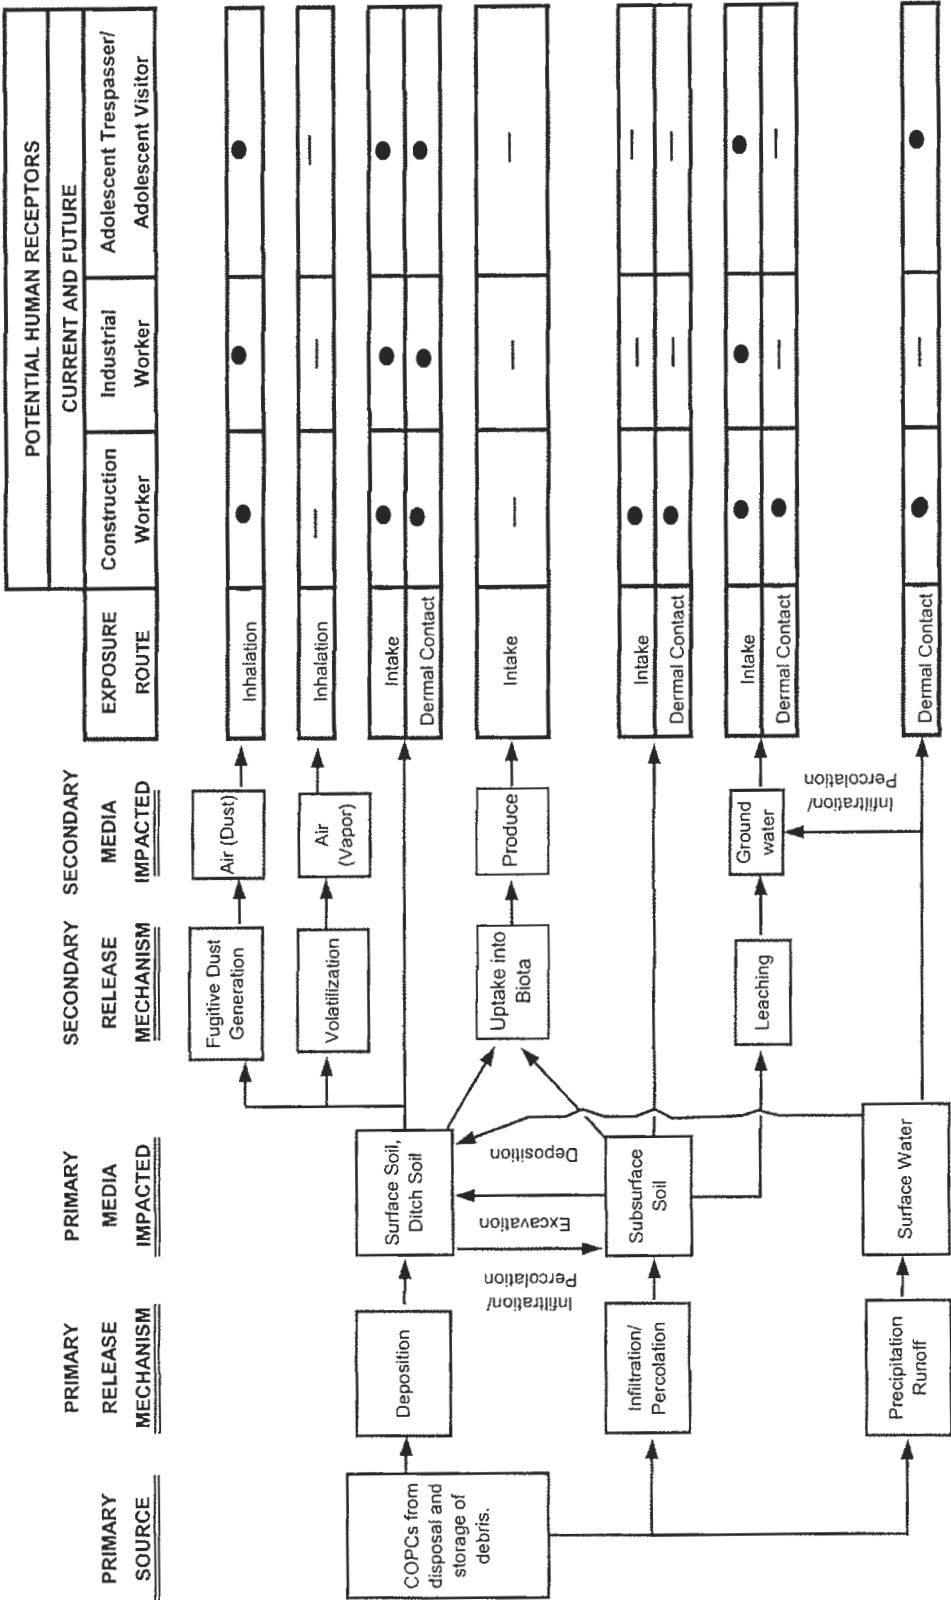 POTENTIAL HUMAN RECEPTORS
CURRENT AND FUTURE
PRIMARY
SOURCE
PRIMARY
RELEASE
MECHANISM
PRIMARY
MEDIA
IMPACTED
SECONDARY
RELEASE
MECHANISM
SECONDARY
MEDIA
IMPACTED
EXPOSURE
ROUTE
Construction
Worker
Industrial
Worker
Adolescent Trespasser/
Adolescent Visitor
Fugitive Dust
Generation
Air (Dust)
Inhalation
Volatilization
Air
(Vapor)
Inhalation
COPCs from
disposal and
storage of
debris.
Deposition
Surface Soil,
Ditch Soil
Intake
Dermal Contact
Infiltration/
Percolation
Excavation
Deposition
Uptake into
Biota
Produce
Intake
Infiltration/
Percolation
Subsurface
Soil
Intake
Dermal Contact
Leaching
Ground
water
Intake
Dermal Contact
Infiltration/
Percolation
Precipitation
Runoff
Surface Water
Dermal Contact